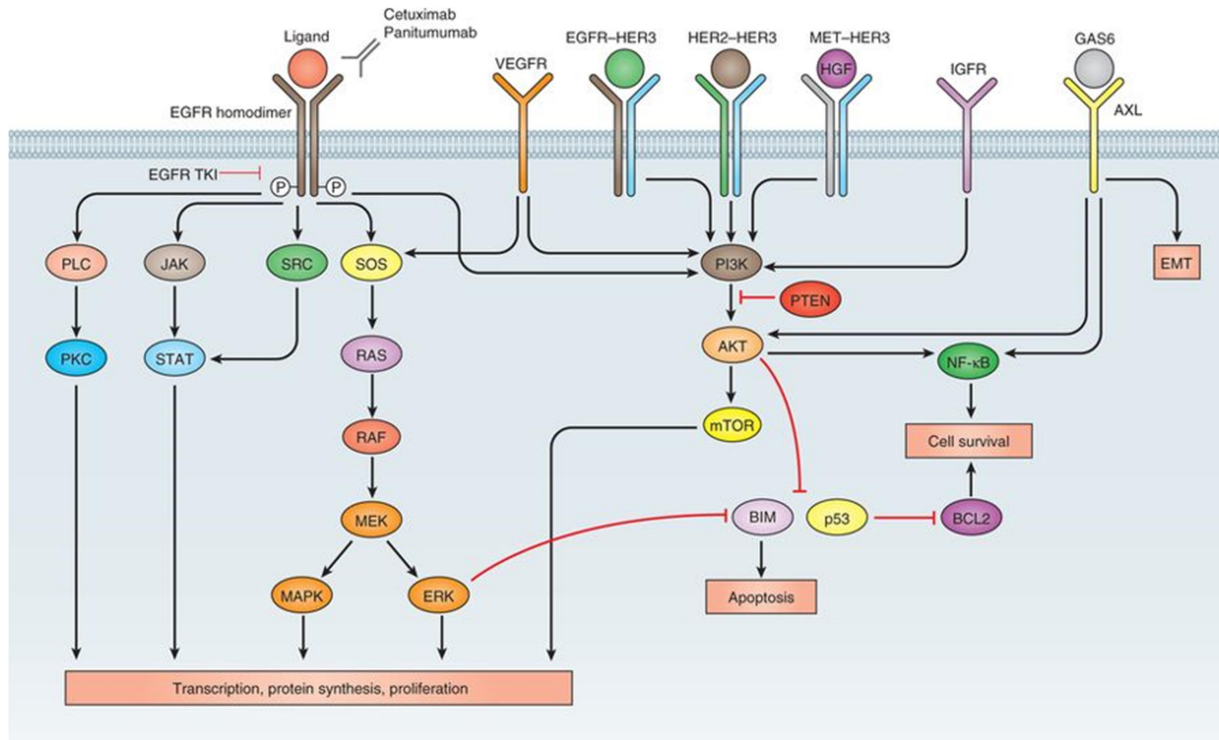 Cetuximab
Panitumumab
Ligand
EGFR–HER3
HER2–HER3
MET–HER3
GAS6
VEGFR
HGF
IGFR
EGFR homodimer
AXL
EGFR TKI
P
P
PLC
JAK
SRC
SOS
PI3K
EMT
PTEN
PKC
STAT
RAS
AKT
NF-κB
RAF
mTOR
Cell survival
MEK
BIM
p53
BCL2
MAPK
ERK
Apoptosis
Transcription, protein synthesis, proliferation